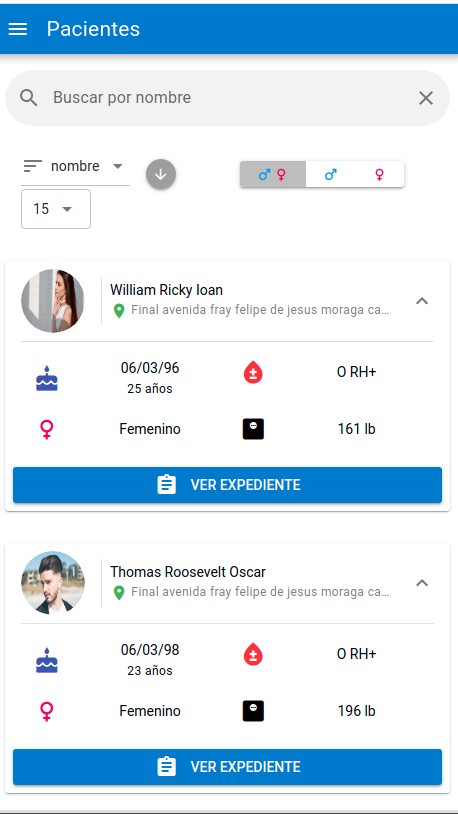 Pacientes
Buscar por nombre
nombre
15
William Ricky Ioan
Final avenida fray felipe de jesus moraga ca...
06/03/96
25 años
O RH+
Femenino
161 lb
VER EXPEDIENTE
Thomas Roosevelt Oscar
Final avenida fray felipe de jesus moraga ca...
06/03/98
23 años
O RH+
Femenino
196 lb
VER EXPEDIENTE